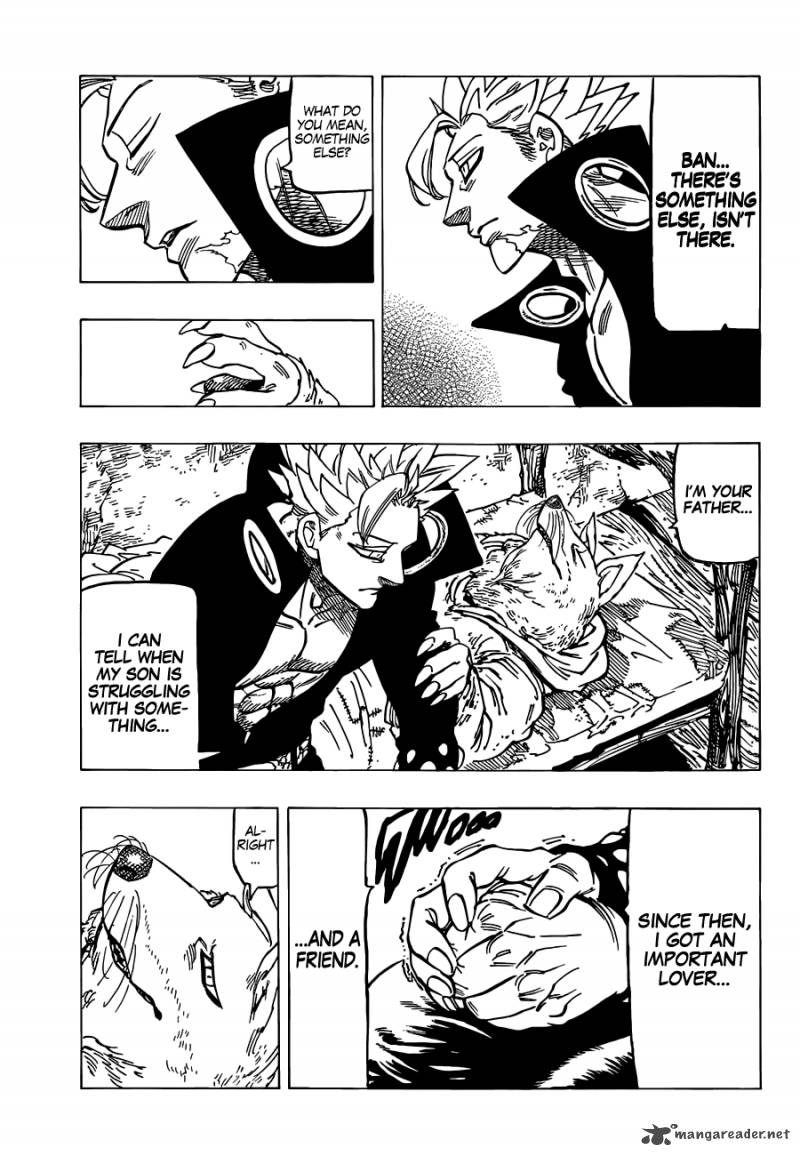 BAN...
THERE'S
SOMETHING
ELSE, ISN'T
THERE.
WHAT DO
YOU MEAN,
SOMETHING
ELSE?
I'M YOUR
FATHER...
I CAN
TELL WHEN
MY SON IS
STRUGGLING
WITH SOME-
THING...
SINCE THEN,
I GOT AN
IMPORTANT
LOVER...
...AND A
FRIEND.
AL-
RIGHT
...
mangareader.net